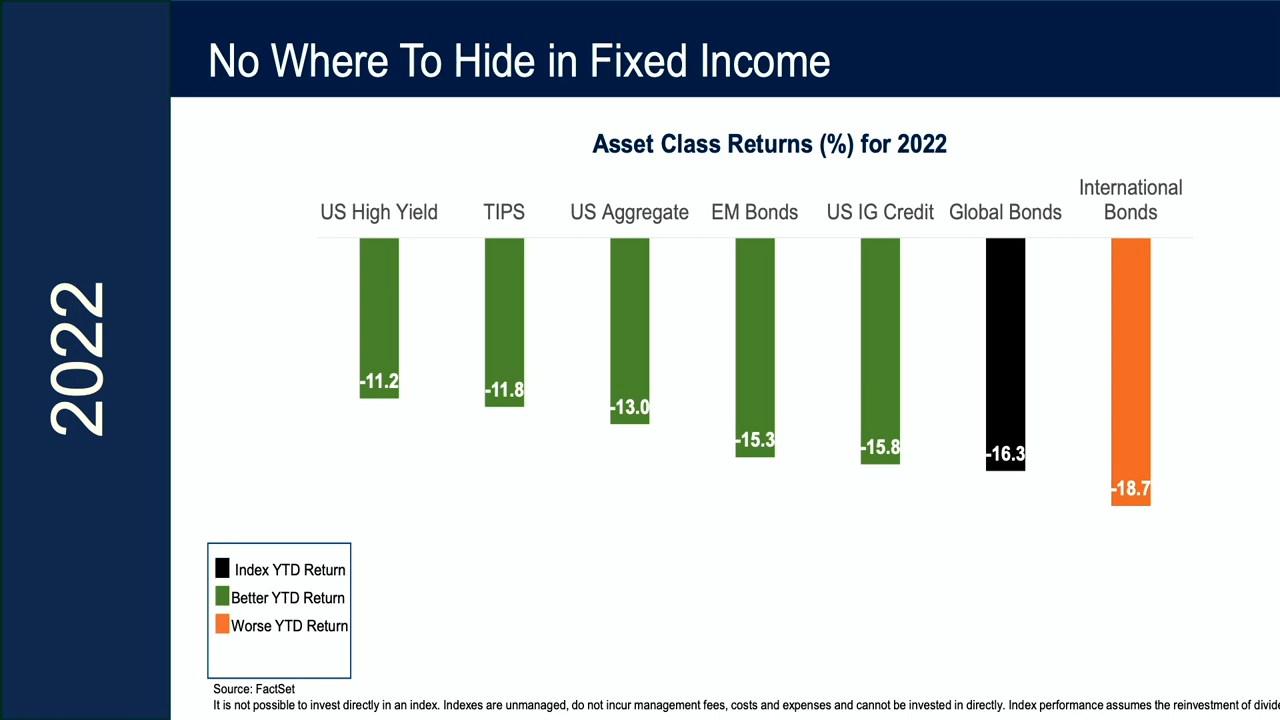 No Where To Hide in Fixed Income
2022
Asset Class Returns (%) for 2022
US High Yield
TIPS
US Aggregate
EM Bonds
US IG Credit
Global Bonds
International
Bonds
-11.2
-11.8
-13.0
-15.3
-15.8
-16.3
-18.7
Index YTD Return
Better YTD Return
Worse YTD Return
Source: FactSet
It is not possible to invest directly in an index. Indexes are unmanaged, do not incur management fees, costs and expenses and cannot be invested in directly. Index performance assumes the reinvestment of